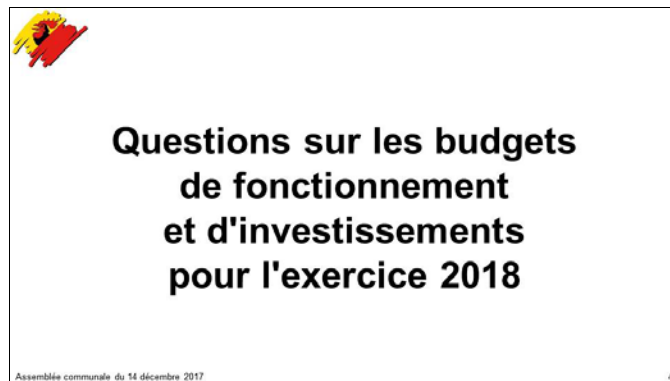 Questions sur les budgets
de fonctionnement
et d'investissements
pour l'exercice 2018
Assemblée communale du 14 décembre 2017